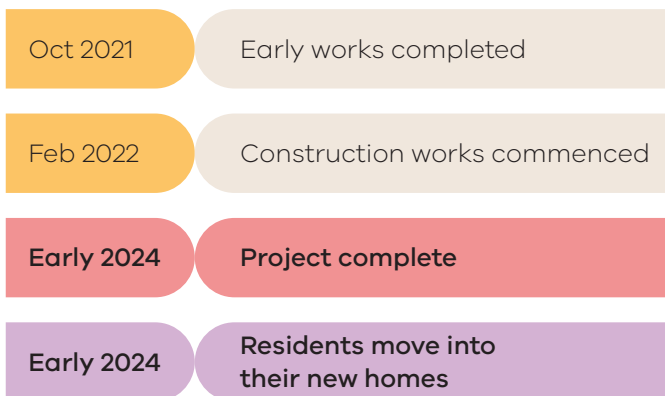 Oct 2021
Early works completed
Feb 2022
Construction works commenced
Early 2024
Project complete
Early 2024
Residents move into
their new homes